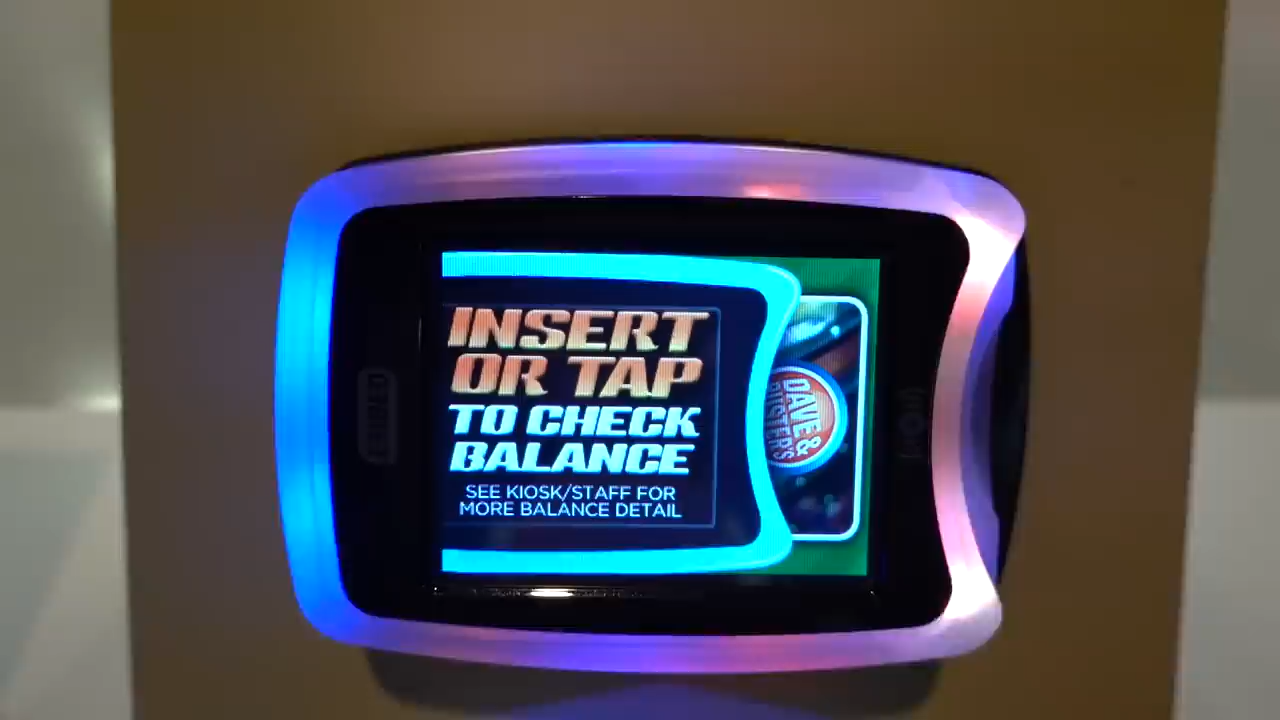 INSERT
OR TAP
TO CHECK
BALANCE
SEE KIOSK/STAFF FOR
MORE BALANCE DETAIL
DAVE &
BUSTER'S